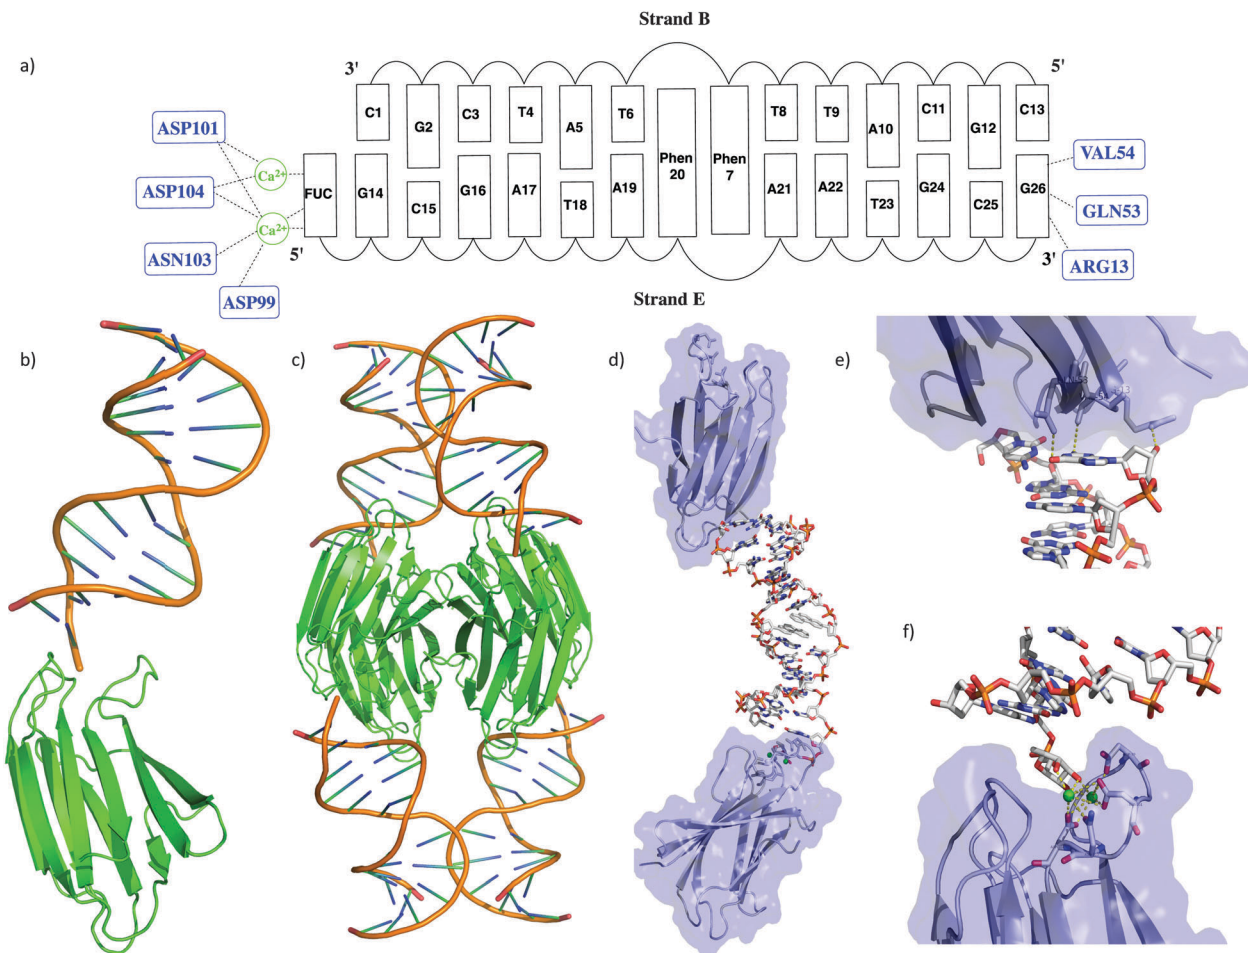 Strand B
a)
3'
5'
C1
G2
C3
T4
A5
T6
Phen
20
Phen
7
T8
T9
A10
C11
G12
C13
ASP101
ASP104
ASN103
ASP99
Ca²⁺
Ca²⁺
FUC
G14
C15
G16
A17
T18
A19
A21
A22
T23
G24
C25
G26
VAL54
GLN53
ARG13
5'
3'
Strand E
b)
c)
d)
e)
f)